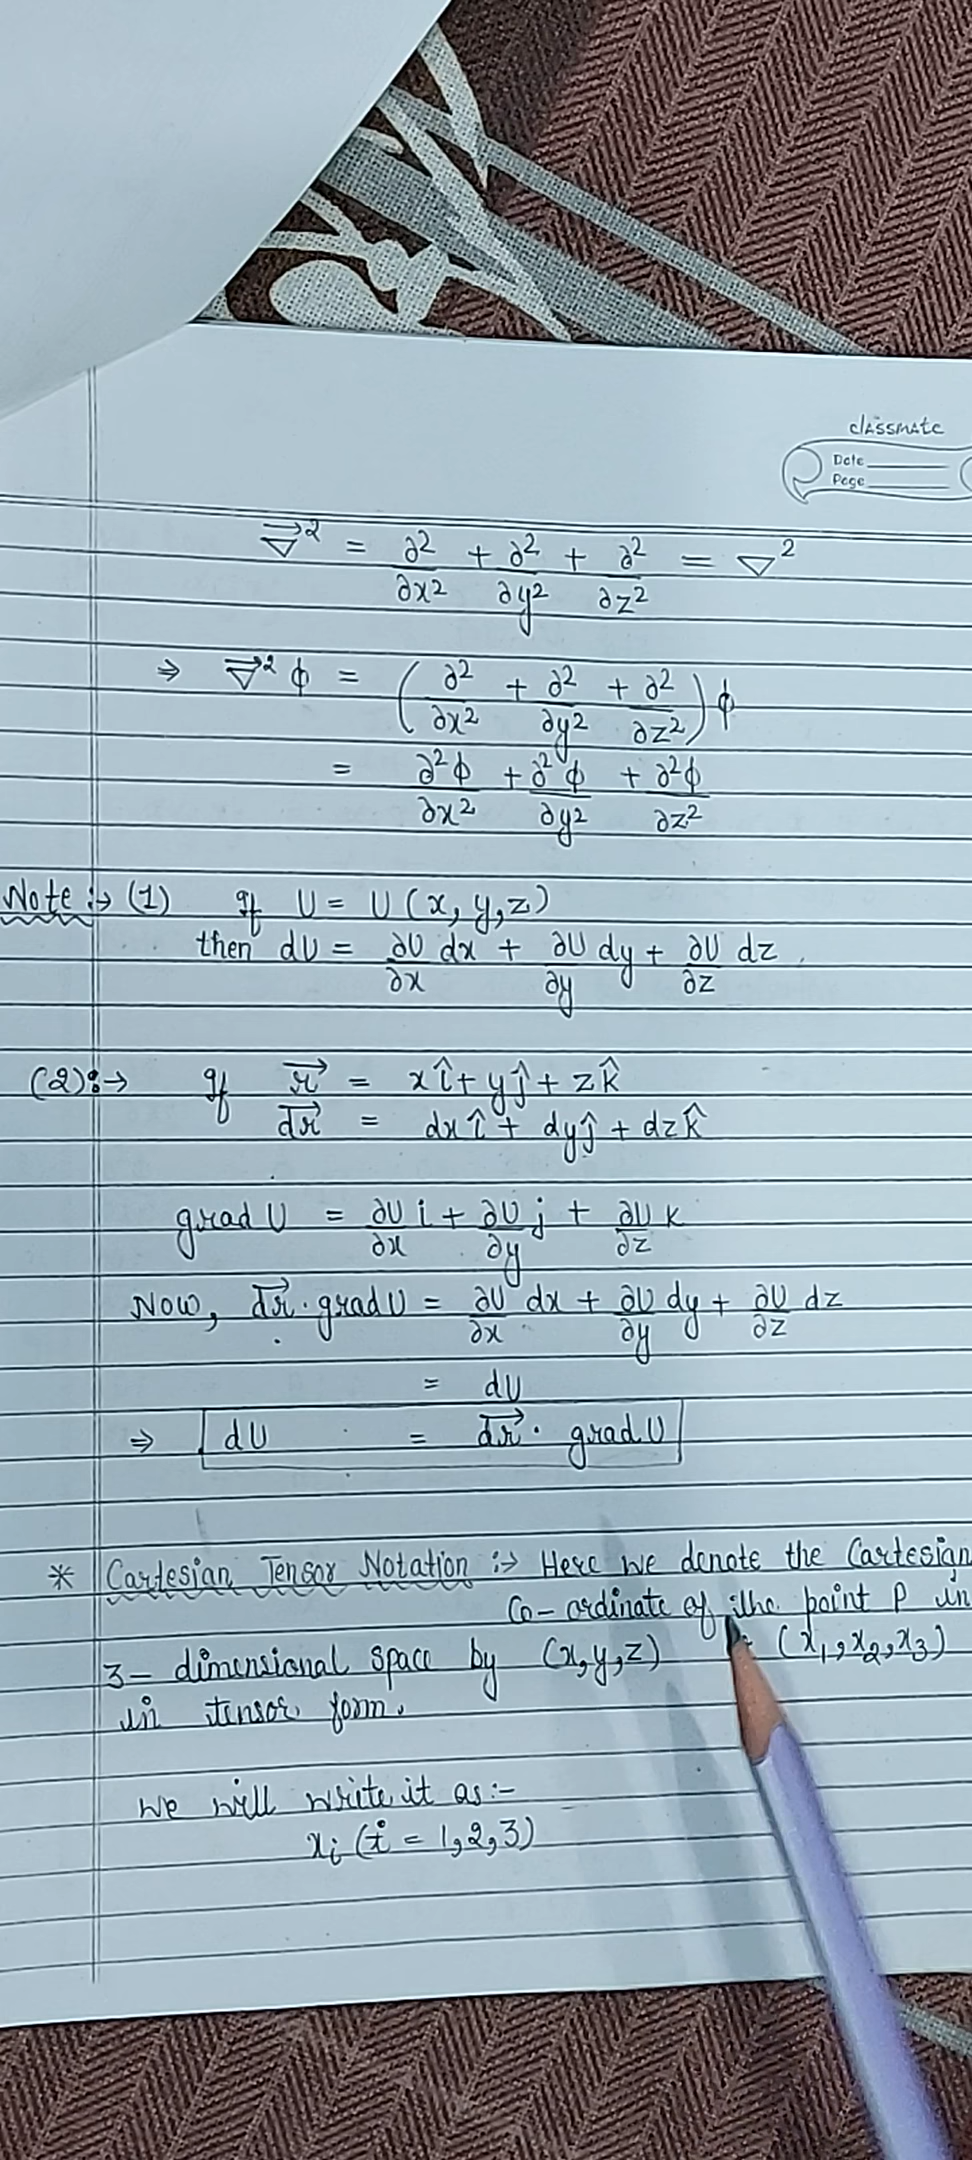 classmate
Date
Page
∇⃗² = ∂²/∂x² + ∂²/∂y² + ∂²/∂z² = ∇²
⇒ ∇⃗²φ = (∂²/∂x² + ∂²/∂y² + ∂²/∂z²)φ
= ∂²φ/∂x² + ∂²φ/∂y² + ∂²φ/∂z²
Note :→ (1) If U = U(x, y, z)
then dU = ∂U/∂x dx + ∂U/∂y dy + ∂U/∂z dz
(2):→ If r⃗ = xî + yĵ + zk̂
dr⃗ = dxî + dyĵ + dzk̂
grad U = ∂U/∂x i + ∂U/∂y j + ∂U/∂z k
Now, dr⃗ · grad U = ∂U/∂x dx + ∂U/∂y dy + ∂U/∂z dz
= dU
⇒ dU = dr⃗ · grad U
* Cartesian Tensor Notation :→ Here we denote the Cartesian
Co-ordinate of the point P in
3-dimensional space by (x, y, z) (x₁, x₂, x₃)
in tensor form.
We will write it as:-
xᵢ (i = 1, 2, 3)